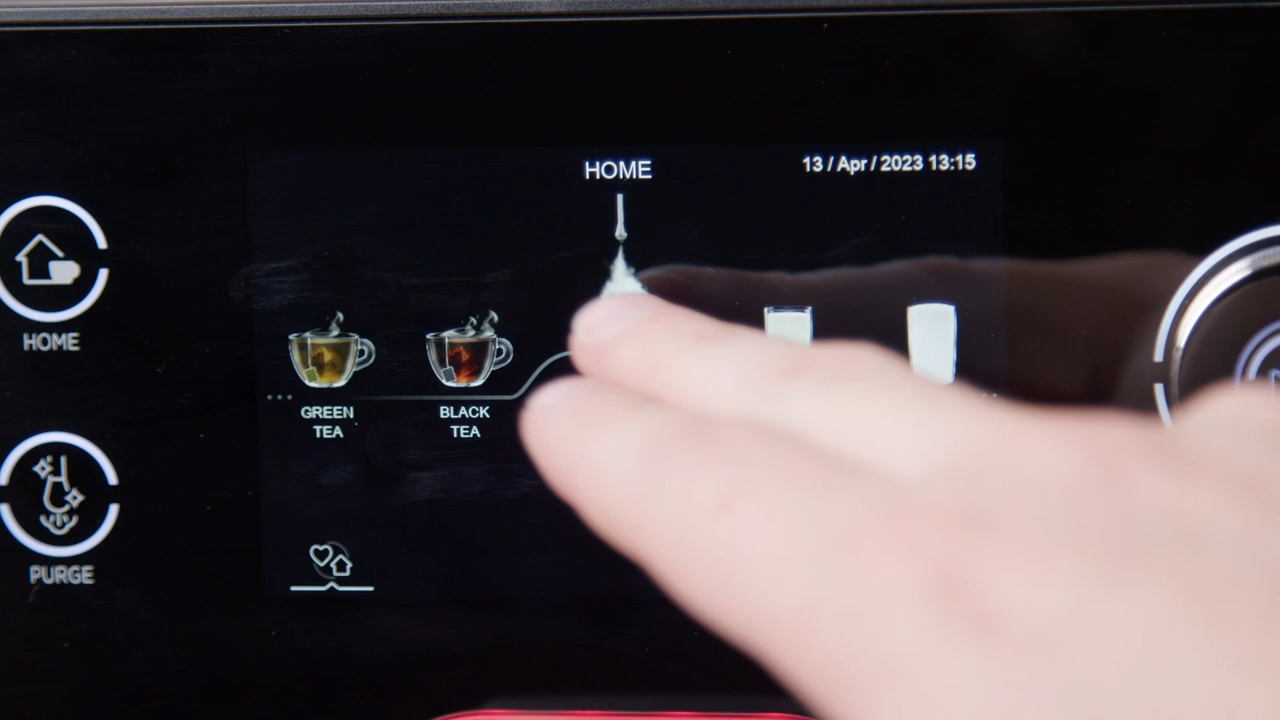 HOME
13 / Apr / 2023 13:15
HOME
GREEN
TEA
BLACK
TEA
PURGE